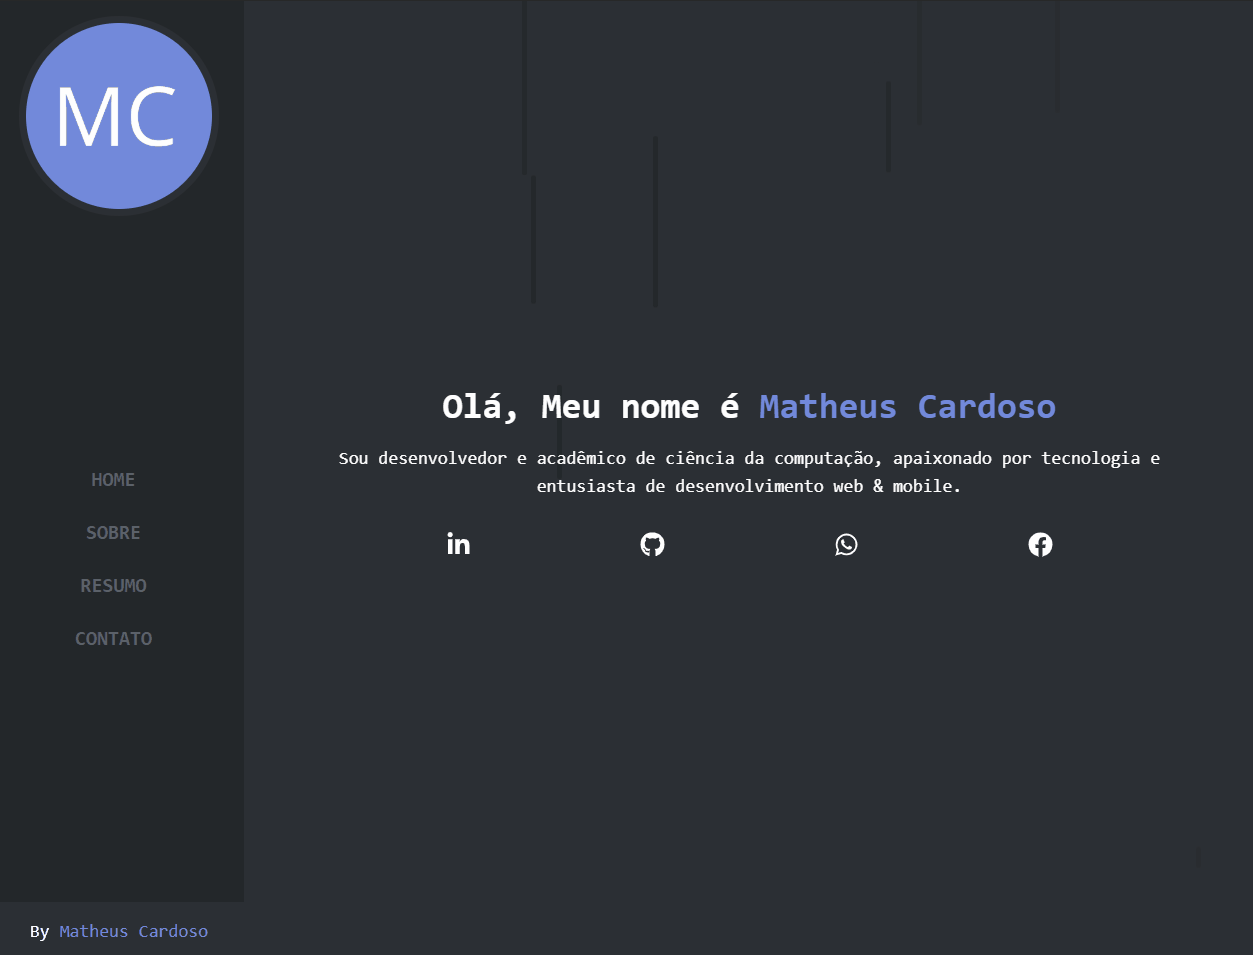 MC
HOME
SOBRE
RESUMO
CONTATO
Olá, Meu nome é Matheus Cardoso
Sou desenvolvedor e acadêmico de ciência da computação, apaixonado por tecnologia e
entusiasta de desenvolvimento web & mobile.
in
By Matheus Cardoso